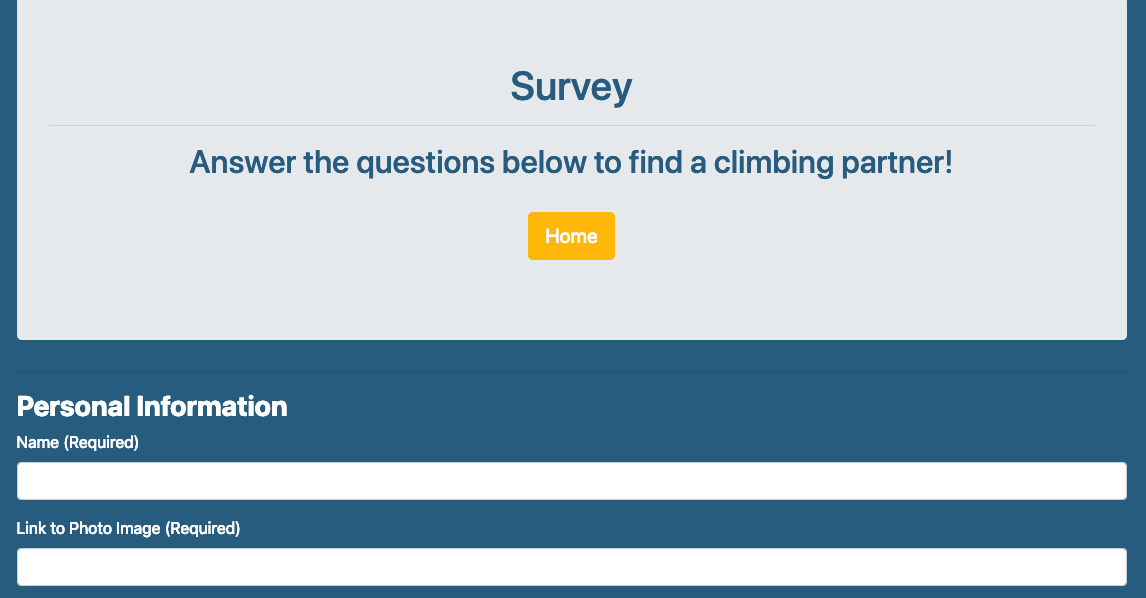 Survey
Answer the questions below to find a climbing partner!
Home
Personal Information
Name (Required)
Link to Photo Image (Required)